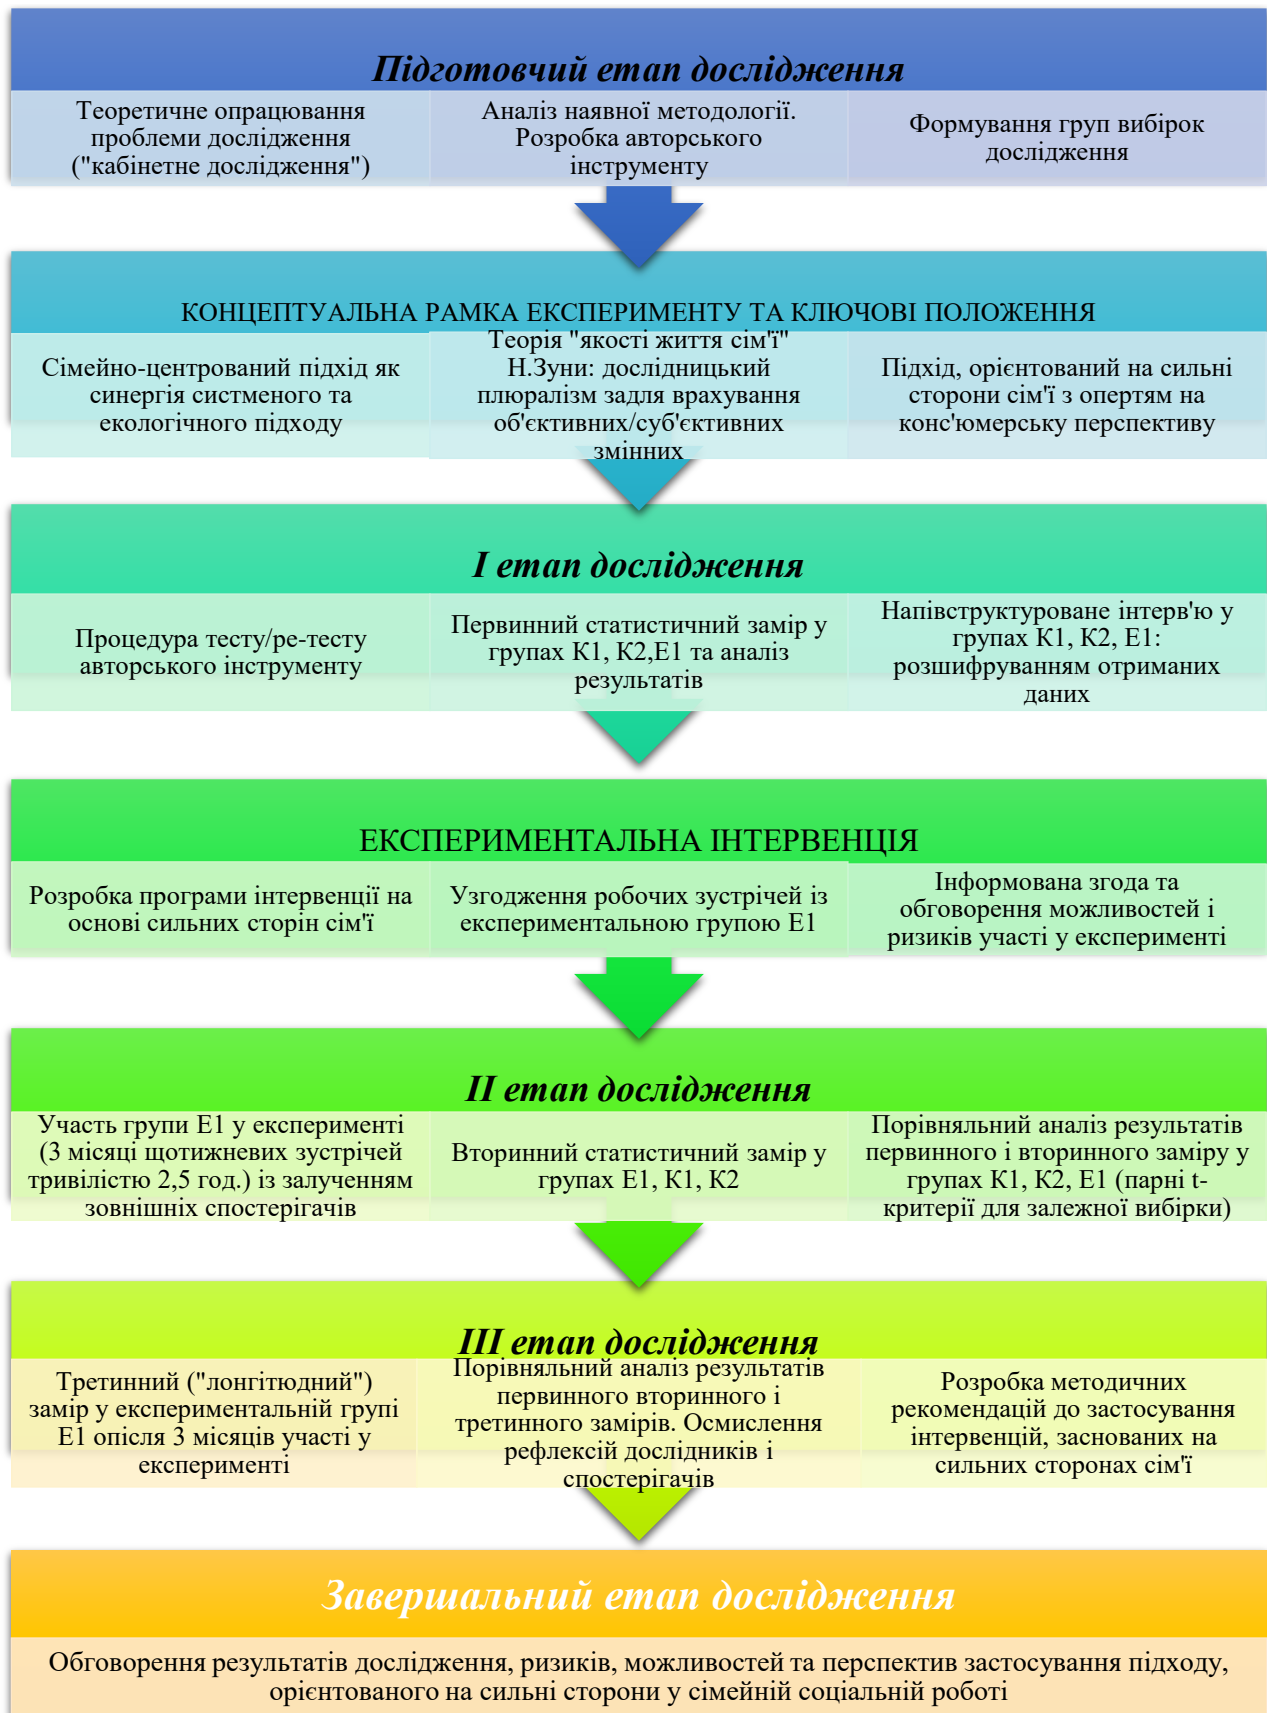 Підготовчий етап дослідження
Теоретичне опрацювання
проблеми дослідження
("кабінетне дослідження")
Аналіз наявної методології.
Розробка авторського
інструменту
Формування груп вибірок
дослідження
КОНЦЕПТУАЛЬНА РАМКА ЕКСПЕРИМЕНТУ ТА КЛЮЧОВІ ПОЛОЖЕННЯ
Сімейно-центрований підхід як
синергія систменого та
екологічного підходу
Теорія "якості життя сім'ї"
Н.Зуни: дослідницький
плюралізм задля врахування
об'єктивних/суб'єктивних
змінних
Підхід, орієнтований на сильні
сторони сім'ї з опертям на
конс'юмерську перспективу
I етап дослідження
Процедура тесту/ре-тесту
авторського інструменту
Первинний статистичний замір у
групах К1, К2,Е1 та аналіз
результатів
Напівструктуроване інтерв'ю у
групах К1, К2, Е1:
розшифруванням отриманих
даних
ЕКСПЕРИМЕНТАЛЬНА ІНТЕРВЕНЦІЯ
Розробка програми інтервенції на
основі сильних сторін сім'ї
Узгодження робочих зустрічей із
експериментальною групою Е1
Інформована згода та
обговорення можливостей і
ризиків участі у експерименті
II етап дослідження
Участь групи Е1 у експерименті
(3 місяці щотижневих зустрічей
тривілістю 2,5 год.) із залученням
зовнішніх спостерігачів
Вторинний статистичний замір у
групах Е1, К1, К2
Порівняльний аналіз результатів
первинного і вторинного заміру у
групах К1, К2, Е1 (парні t-
критерії для залежної вибірки)
III етап дослідження
Третинний ("лонгітюдний")
замір у експериментальній групі
Е1 опісля 3 місяців участі у
експерименті
Порівняльний аналіз результатів
первинного вторинного і
третинного замірів. Осмислення
рефлексій дослідників і
спостерігачів
Розробка методичних
рекомендацій до застосування
інтервенцій, заснованих на
сильних сторонах сім'ї
Завершальний етап дослідження
Обговорення результатів дослідження, ризиків, можливостей та перспектив застосування підходу,
орієнтованого на сильні сторони у сімейній соціальній роботі